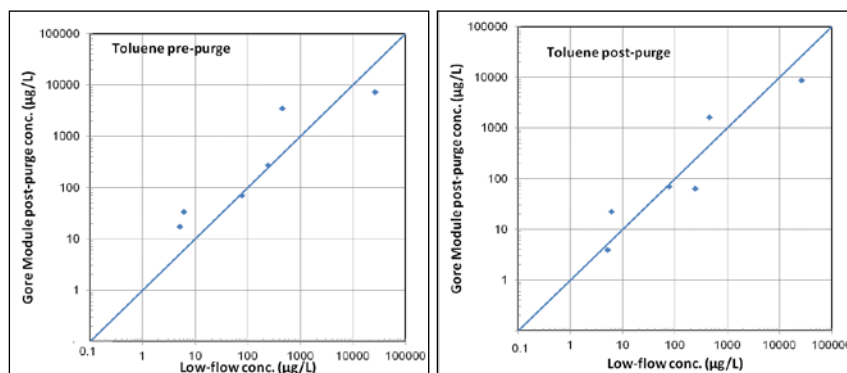 100000
Toluene pre-purge
10000
1000
100
10
1
.
Gore Module post-purge conc. (µg/L)
0.1 1 10 100 1000 10000 100000
Low-flow conc. (µg/L)
100000
Toluene post-purge
10000
1000
100
10
1
.
Gore Module post-purge conc. (µg/L)
0.1 1 10 100 1000 10000 100000
Low-flow conc. (µg/L)